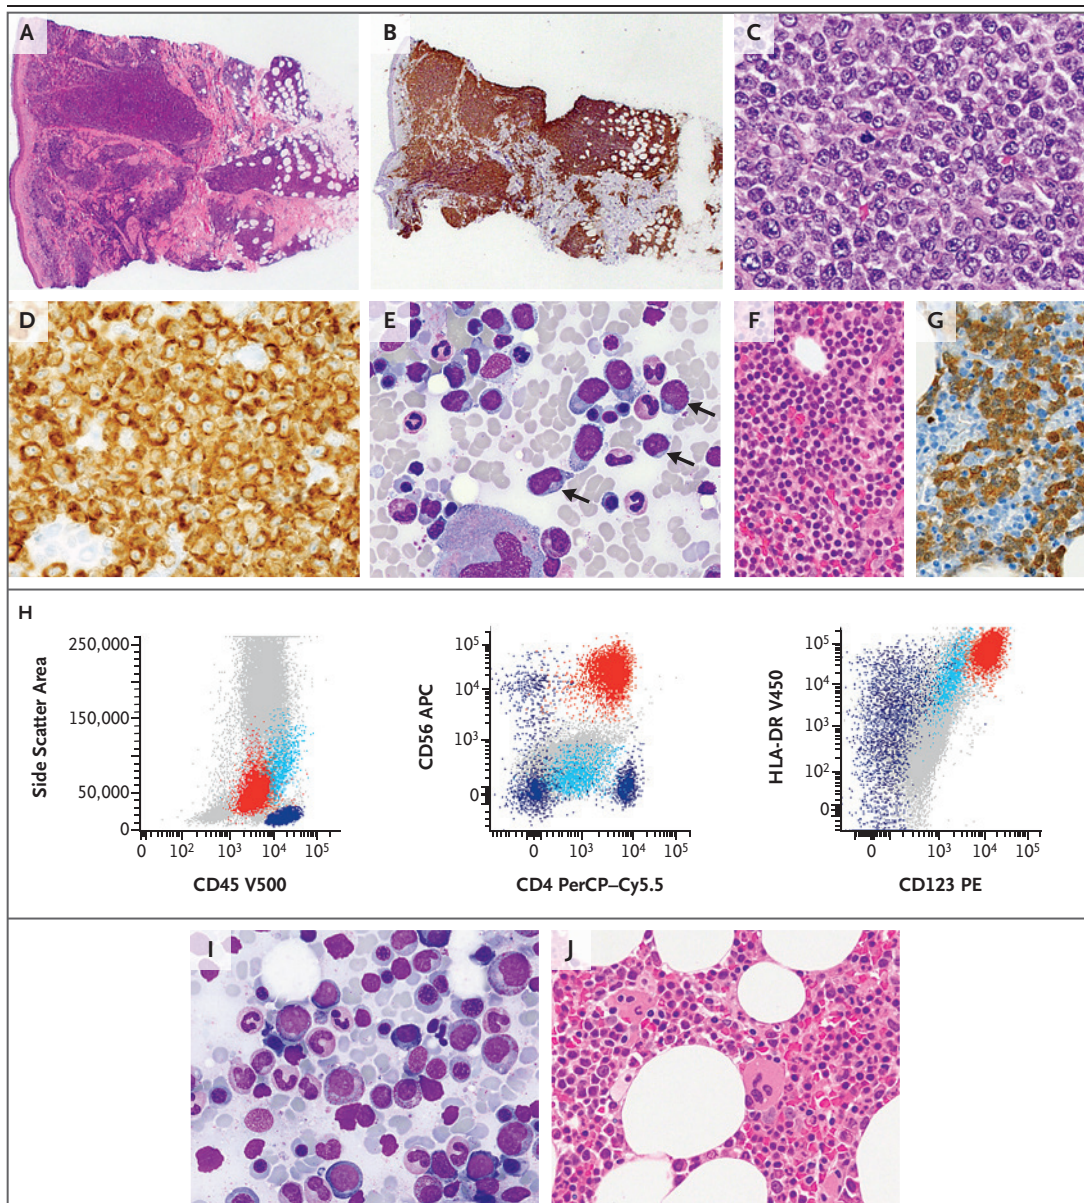 A
B
C
D
E
F
G
H
250,000
150,000
50,000
0
Side Scatter Area
0 10² 10³ 10⁴ 10⁵
CD45 V500
10⁵
10⁴
10³
0
CD56 APC
0 10³ 10⁴ 10⁵
CD4 PerCP–Cy5.5
10⁵
10⁴
10³
10²
0
HLA-DR V450
0 10³ 10⁴ 10⁵
CD123 PE
I
J